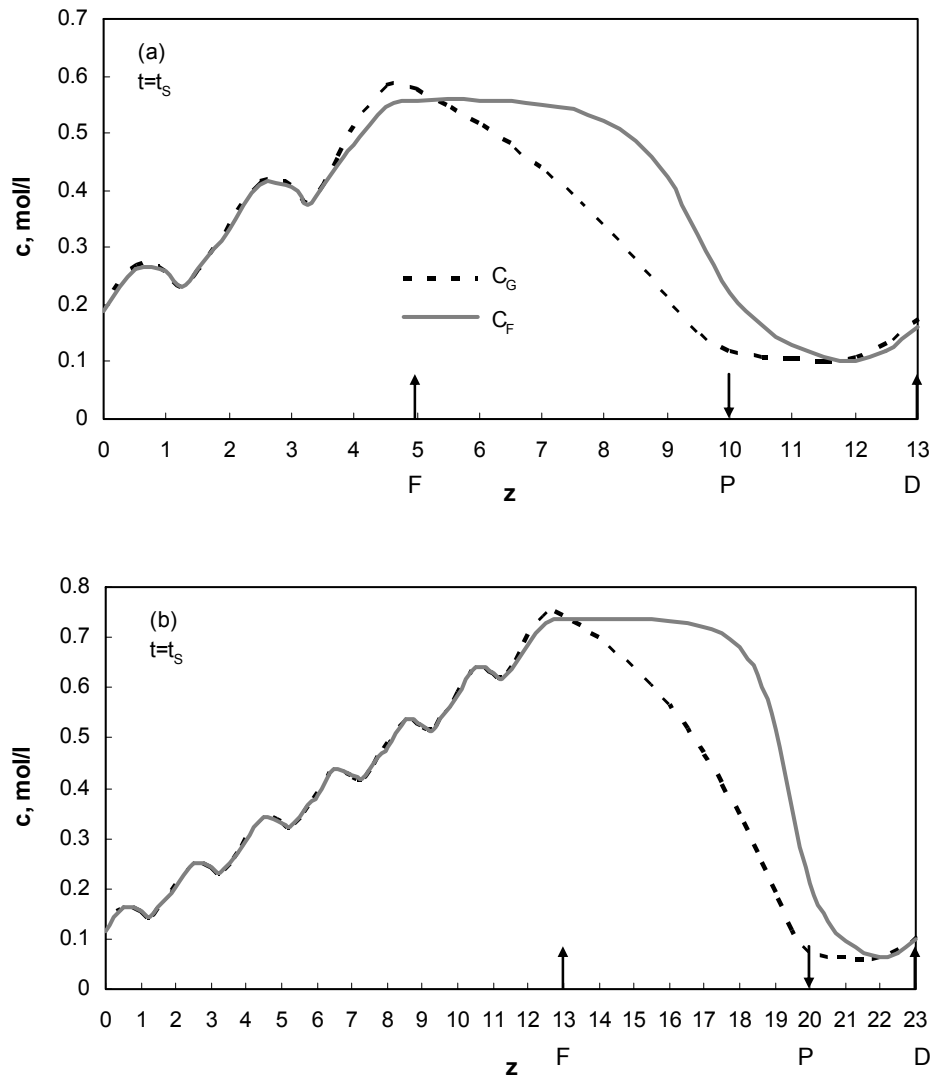 0.7
(a)
0.6
t=tS
0.5
c, mol/l
0.4
0.3
CG
0.2
CF
0.1
0
0 1 2 3 4 5 6 7 8 9 10 11 12 13
F z P D
0.8
(b)
0.7
t=tS
0.6
0.5
c, mol/l
0.4
0.3
0.2
0.1
0
0 1 2 3 4 5 6 7 8 9 10 11 12 13 14 15 16 17 18 19 20 21 22 23
z F P D